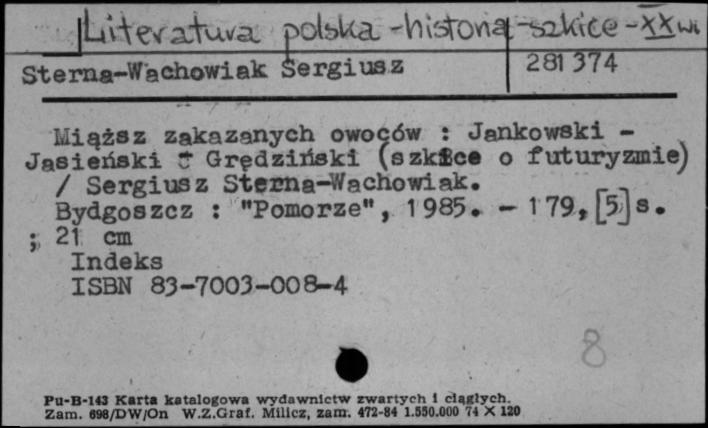 Literatura polska - historia - szkice - XX wi
Sterna-Wachowiak Sergiusz 281 374
Miąższ zakazanych owoców : Jankowski -
Jasieński - Grędziński (szkice o futuryzmie)
/ Sergiusz Sterna-Wachowiak.
Bydgoszcz : "Pomorze", 1985. - 179, [5] s.
; 21 cm
Indeks
ISBN 83-7003-008-4
8
Pu-B-143 Karta katalogowa wydawnictw zwartych i ciągłych.
Zam. 698/DW/On W.Z.Graf. Milicz, zam. 472-84 1.550.000 74 X 120